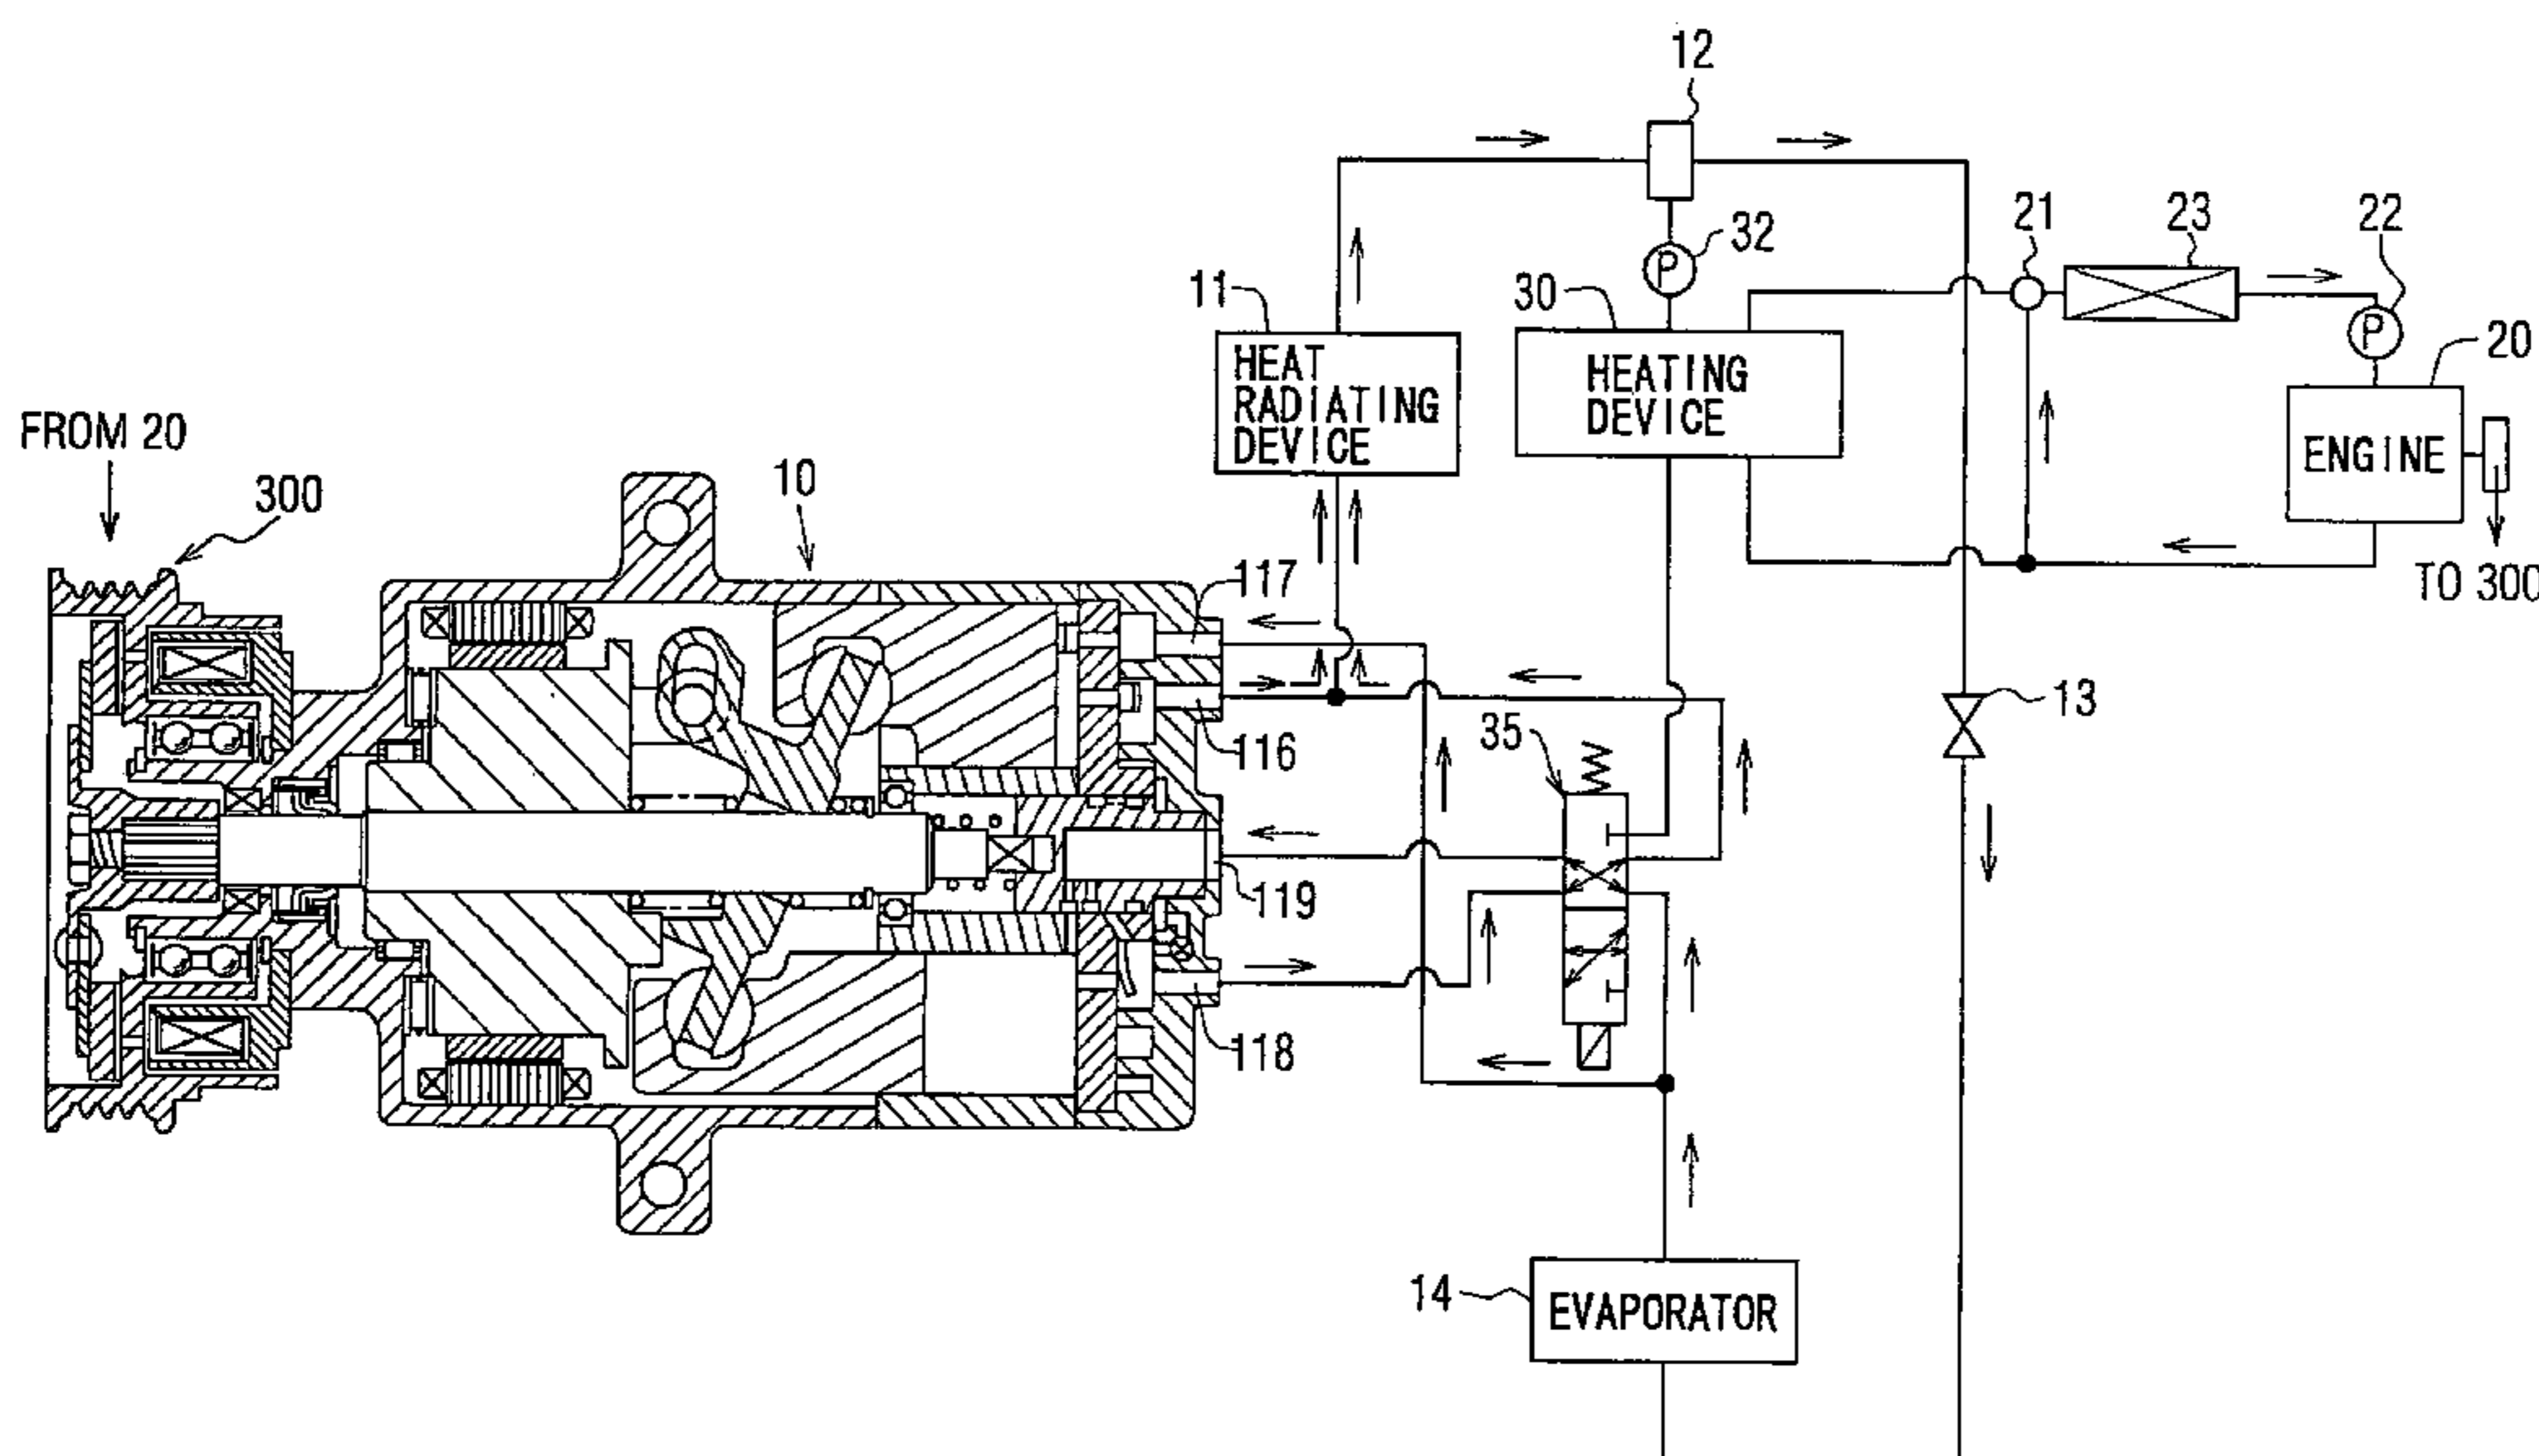 12
32
P
21
23
22
11
30
P
20
HEAT
RADIATING
DEVICE
HEATING
DEVICE
ENGINE
FROM 20
300
10
117
TO 300
13
35
116
119
118
14
EVAPORATOR